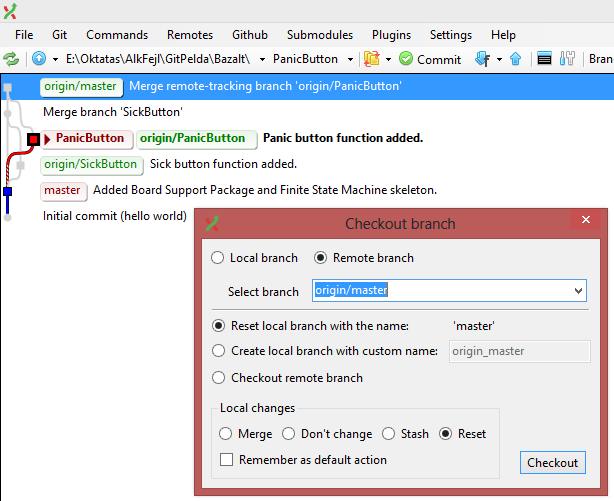 File Git Commands Remotes Github Submodules Plugins Settings Help
E:\Oktatas\AlkFejl\GitPelda\Bazalt\ PanicButton Commit Bran
origin/master Merge remote-tracking branch 'origin/PanicButton'
Merge branch 'SickButton'
PanicButton origin/PanicButton Panic button function added.
origin/SickButton Sick button function added.
master Added Board Support Package and Finite State Machine skeleton.
Initial commit (hello world)
Checkout branch
Local branch Remote branch
Select branch origin/master
Reset local branch with the name: 'master'
Create local branch with custom name: origin_master
Checkout remote branch
Local changes
Merge Don't change Stash Reset
Remember as default action
Checkout